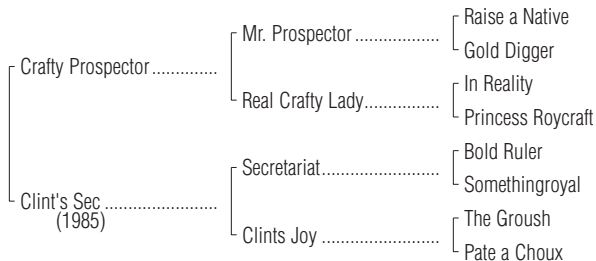 Raise a Native
Mr. Prospector ..................
Gold Digger
Crafty Prospector.............
In Reality
Real Crafty Lady................
Princess Roycraft
Bold Ruler
Secretariat.........................
Somethingroyal
Clint's Sec ......................
(1985)
The Groush
Clints Joy .........................
Pate a Choux